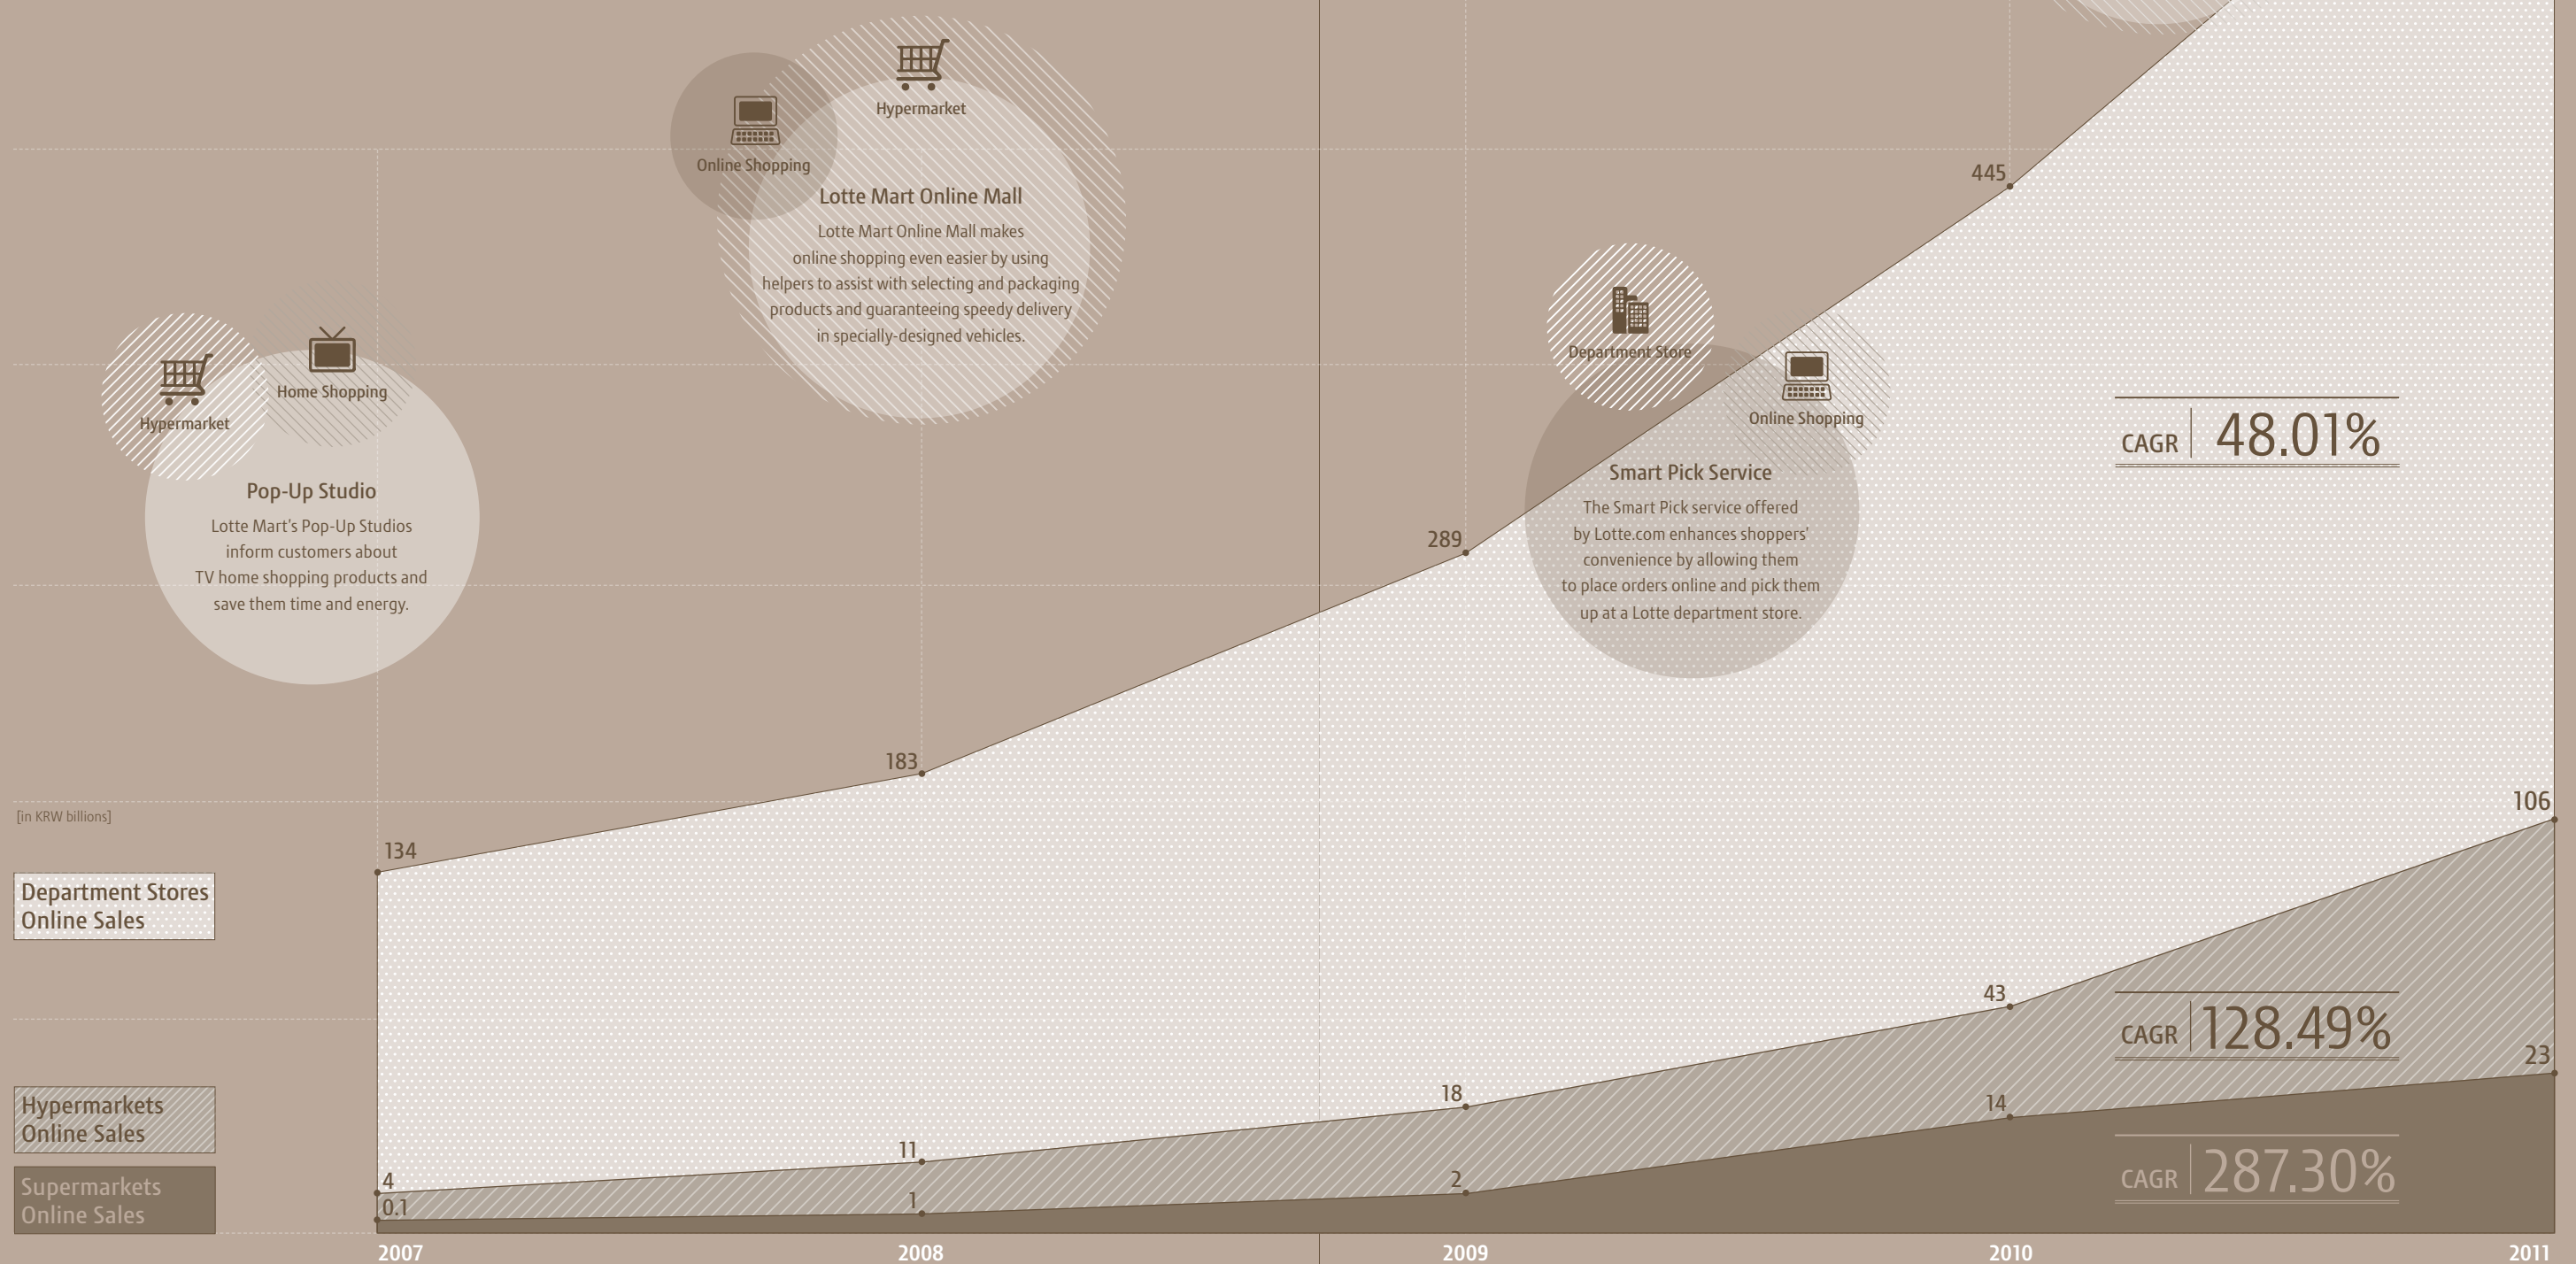 Hypermarket
Online Shopping
Lotte Mart Online Mall
Lotte Mart Online Mall makes
online shopping even easier by using
helpers to assist with selecting and packaging
products and guaranteeing speedy delivery
in specially-designed vehicles.
Hypermarket
Home Shopping
Pop-Up Studio
Lotte Mart's Pop-Up Studios
inform customers about
TV home shopping products and
save them time and energy.
Department Store
Online Shopping
Smart Pick Service
The Smart Pick service offered
by Lotte.com enhances shoppers'
convenience by allowing them
to place orders online and pick them
up at a Lotte department store.
[in KRW billions]
Department Stores
Online Sales
134
183
289
445
CAGR 48.01%
Hypermarkets
Online Sales
4
11
18
43
106
CAGR 128.49%
Supermarkets
Online Sales
0.1
1
2
14
23
CAGR 287.30%
2007
2008
2009
2010
2011